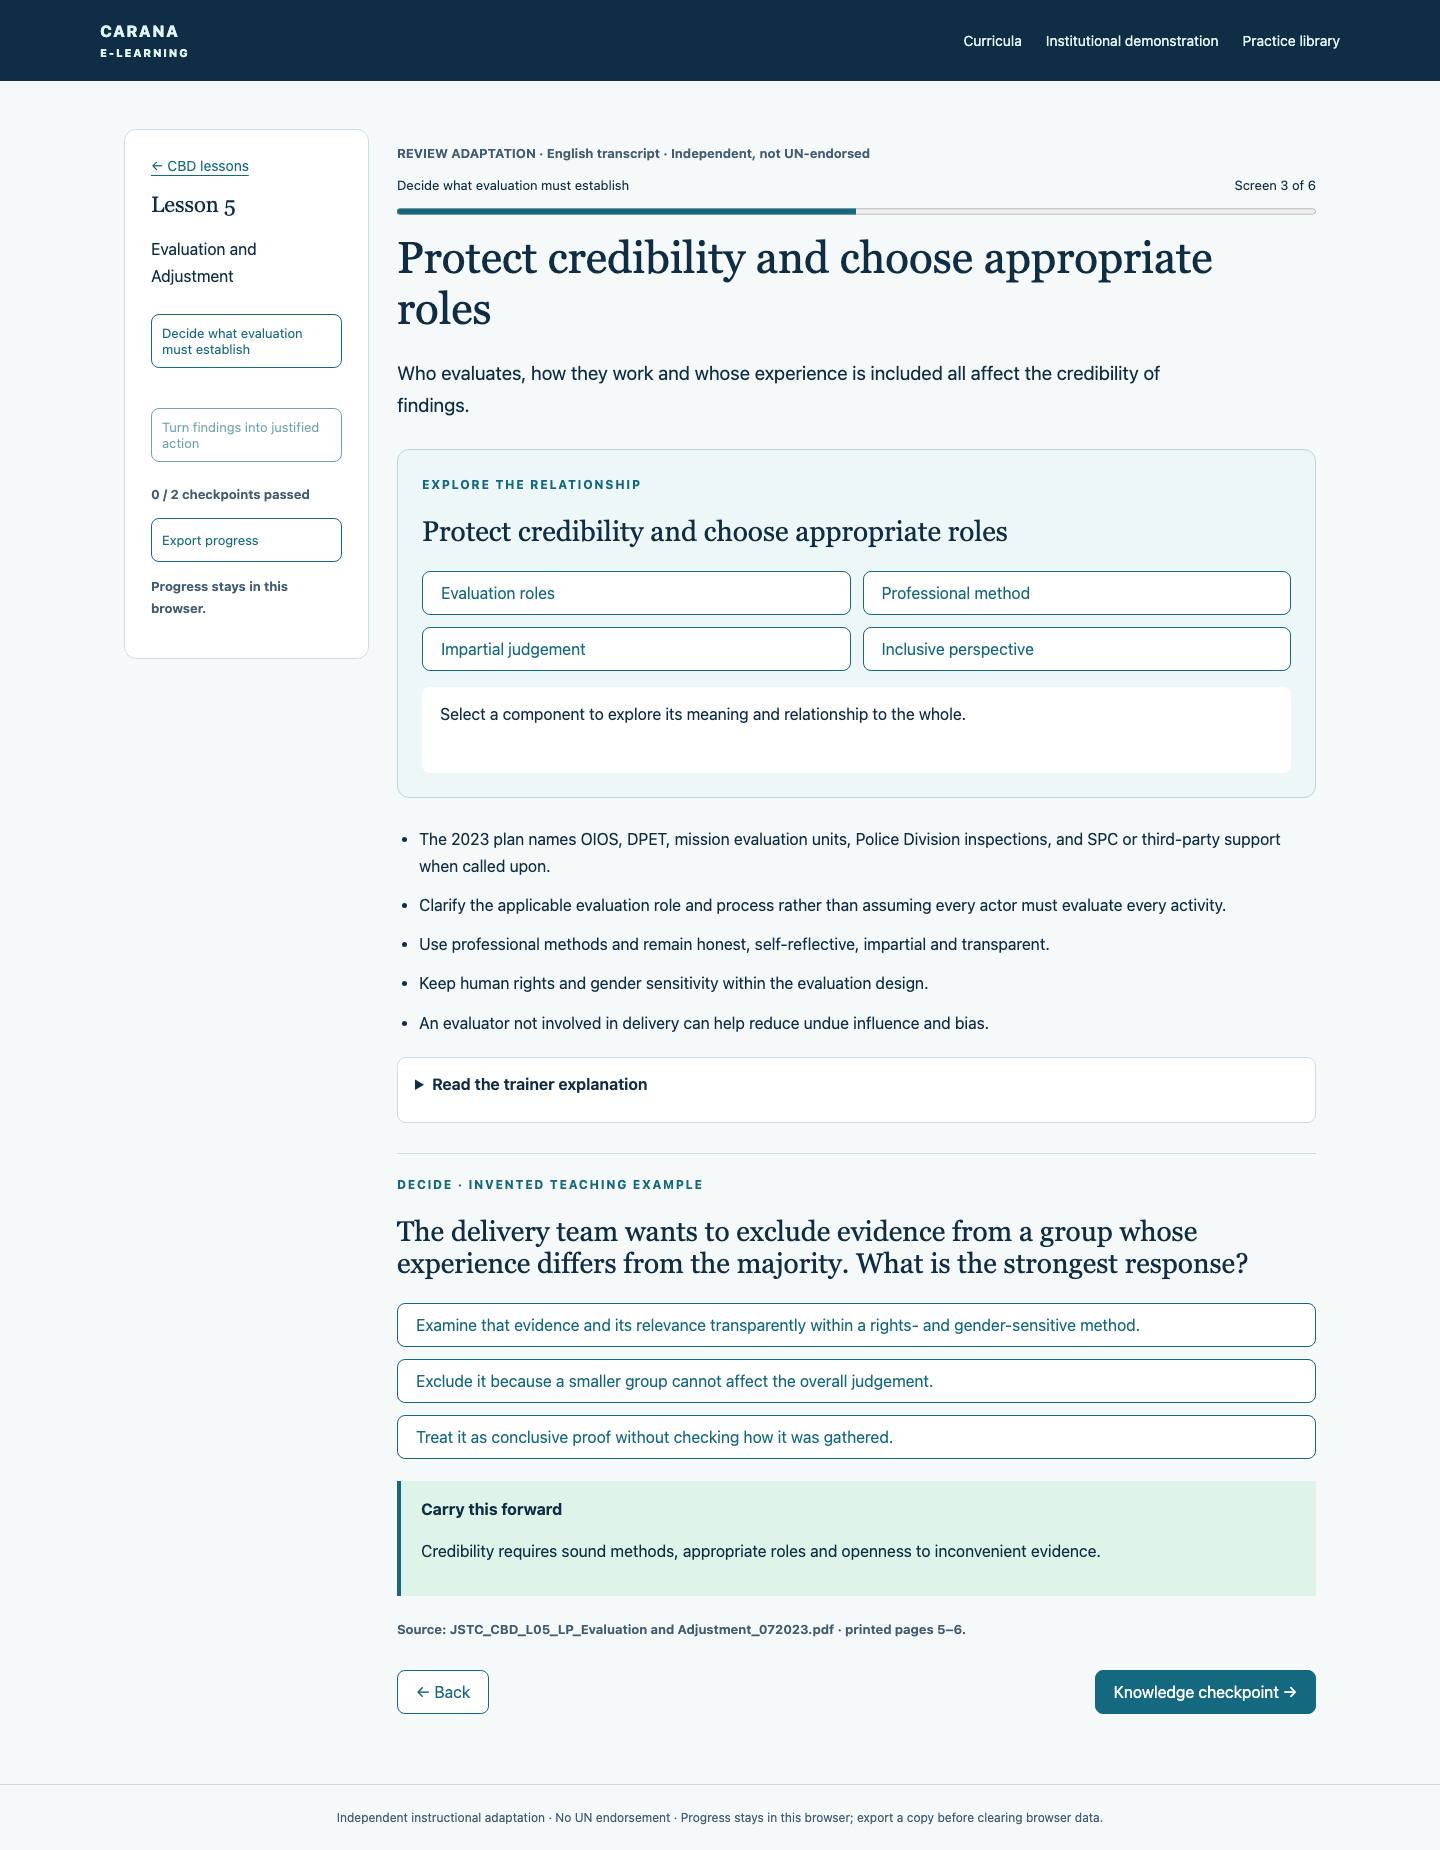 CARANA
E-LEARNING
Curricula
Institutional demonstration
Practice library
← CBD lessons
Lesson 5
Evaluation and
Adjustment
Decide what evaluation
must establish
Turn findings into justified
action
0 / 2 checkpoints passed
Export progress
Progress stays in this
browser.
REVIEW ADAPTATION · English transcript · Independent, not UN-endorsed
Decide what evaluation must establish
Screen 3 of 6
Protect credibility and choose appropriate
roles
Who evaluates, how they work and whose experience is included all affect the credibility of
findings.
EXPLORE THE RELATIONSHIP
Protect credibility and choose appropriate roles
Evaluation roles
Professional method
Impartial judgement
Inclusive perspective
Select a component to explore its meaning and relationship to the whole.
• The 2023 plan names OIOS, DPET, mission evaluation units, Police Division inspections, and SPC or third-party support
when called upon.
• Clarify the applicable evaluation role and process rather than assuming every actor must evaluate every activity.
• Use professional methods and remain honest, self-reflective, impartial and transparent.
• Keep human rights and gender sensitivity within the evaluation design.
• An evaluator not involved in delivery can help reduce undue influence and bias.
▶ Read the trainer explanation
DECIDE · INVENTED TEACHING EXAMPLE
The delivery team wants to exclude evidence from a group whose
experience differs from the majority. What is the strongest response?
Examine that evidence and its relevance transparently within a rights- and gender-sensitive method.
Exclude it because a smaller group cannot affect the overall judgement.
Treat it as conclusive proof without checking how it was gathered.
Carry this forward
Credibility requires sound methods, appropriate roles and openness to inconvenient evidence.
Source: JSTC_CBD_L05_LP_Evaluation and Adjustment_072023.pdf · printed pages 5–6.
← Back
Knowledge checkpoint →
Independent instructional adaptation · No UN endorsement · Progress stays in this browser; export a copy before clearing browser data.